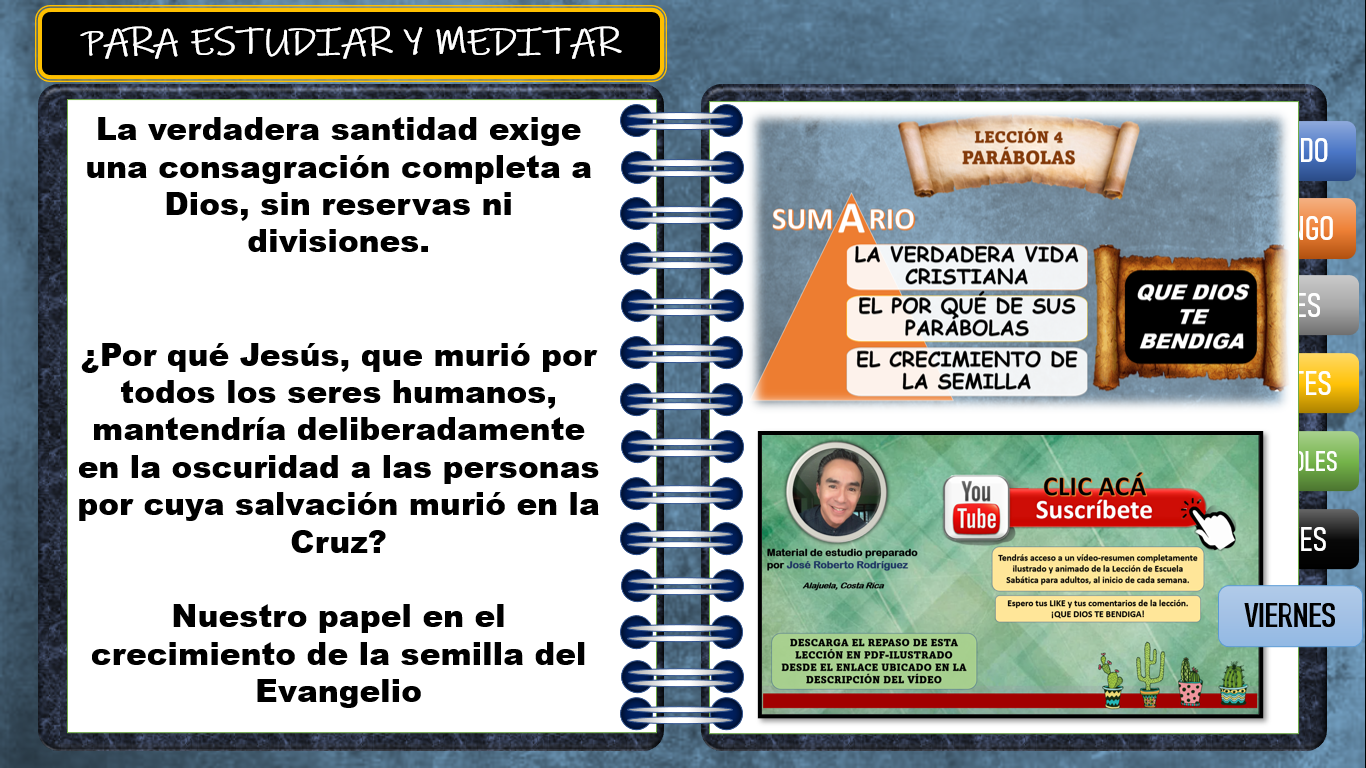 PARA ESTUDIAR Y MEDITAR
La verdadera santidad exige
una consagración completa a
Dios, sin reservas ni
divisiones.
¿Por qué Jesús, que murió por
todos los seres humanos,
mantendría deliberadamente
en la oscuridad a las personas
por cuya salvación murió en la
Cruz?
Nuestro papel en el
crecimiento de la semilla del
Evangelio
LECCIÓN 4
PARÁBOLAS
SUMARIO
LA VERDADERA VIDA
CRISTIANA
EL POR QUÉ DE SUS
PARÁBOLAS
EL CRECIMIENTO DE
LA SEMILLA
QUE DIOS
TE
BENDIGA
Material de estudio preparado
por José Roberto Rodríguez
Alajuela, Costa Rica
You
Tube
CLIC ACÁ
Suscríbete
Tendrás acceso a un vídeo-resumen completamente
ilustrado y animado de la Lección de Escuela
Sabática para adultos, al inicio de cada semana.
Espero tus LIKE y tus comentarios de la lección.
¡QUE DIOS TE BENDIGA!
DESCARGA EL REPASO DE ESTA
LECCIÓN EN PDF-ILUSTRADO
DESDE EL ENLACE UBICADO EN LA
DESCRIPCIÓN DEL VÍDEO
DO
NGO
ES
TES
OLES
ES
VIERNES